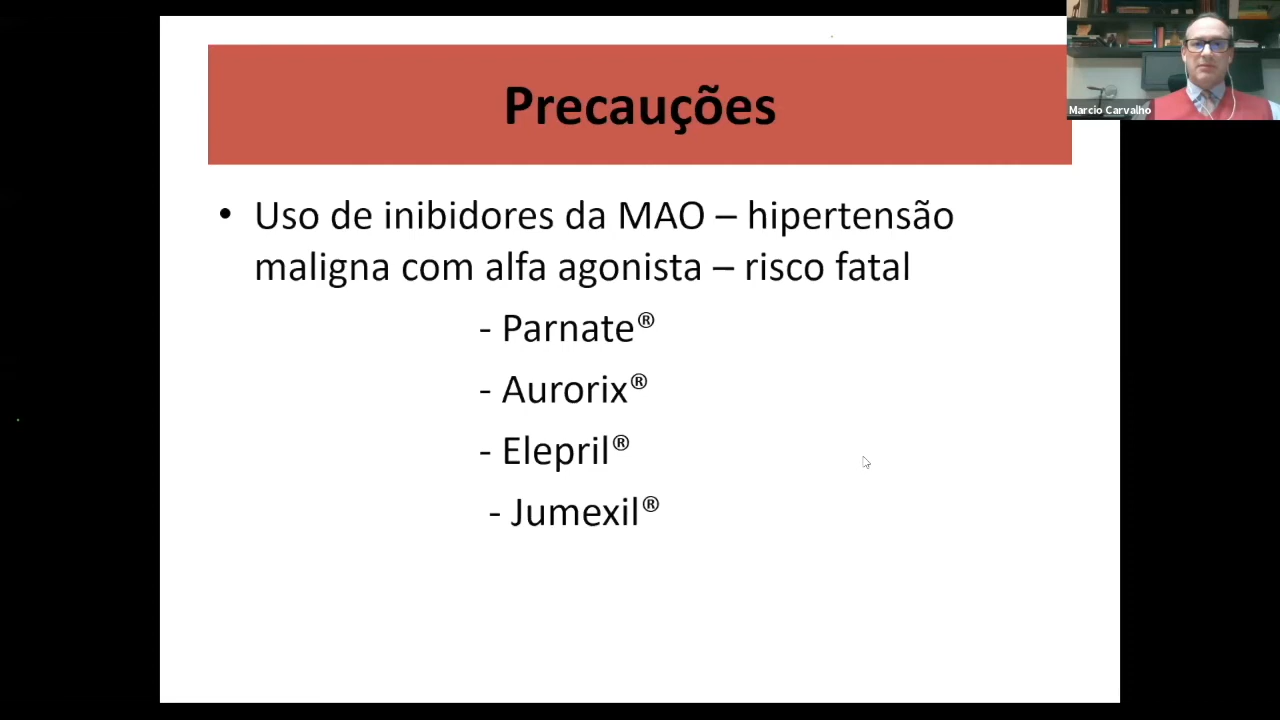 Precauções
Marcio Carvalho
• Uso de inibidores da MAO – hipertensão
maligna com alfa agonista – risco fatal
- Parnate®
- Aurorix®
- Elepril®
- Jumexil®